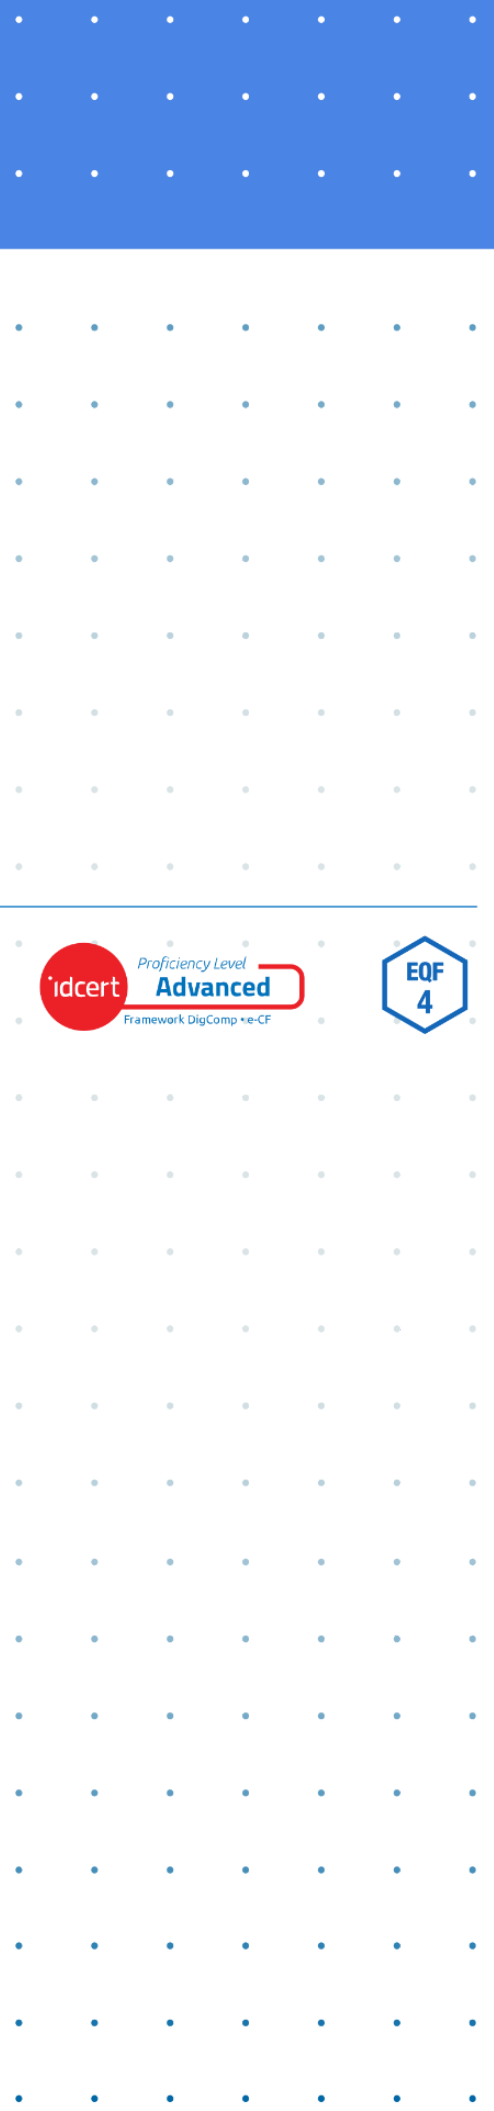 idcert
Proficiency Level
Advanced
Framework DigComp • e-CF
EQF
4